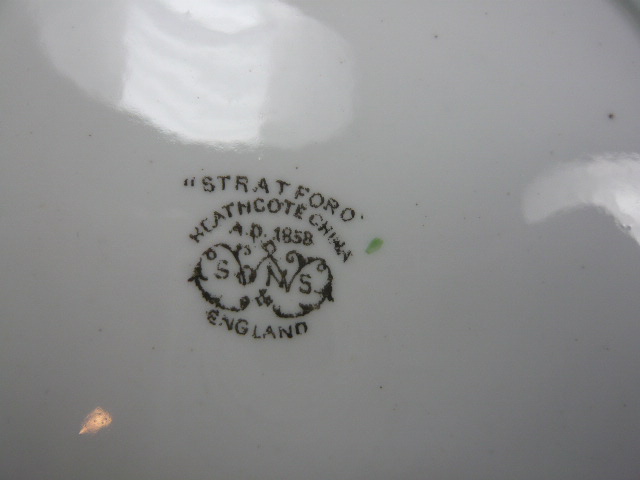 "STRATFORD"
HEATHCOTE CHINA
A.D. 1858
S N S
&
ENGLAND